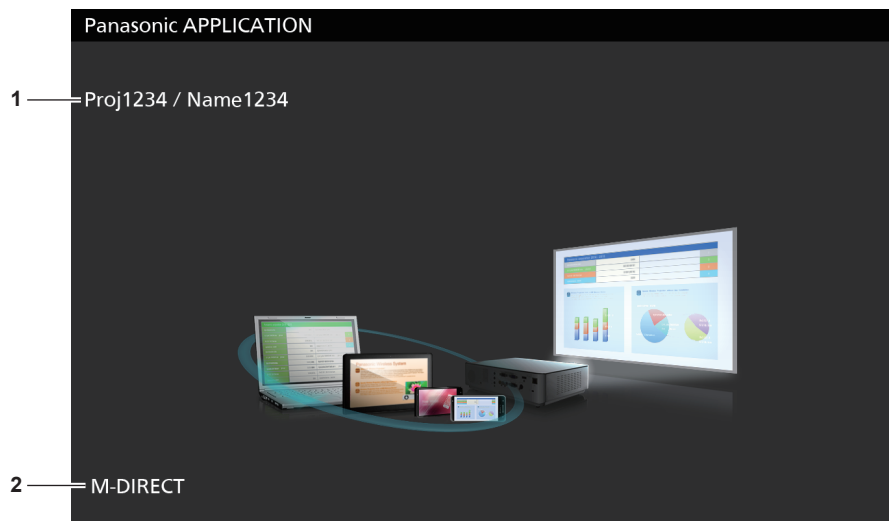 Panasonic APPLICATION
1
Proj1234 / Name1234
2
M-DIRECT